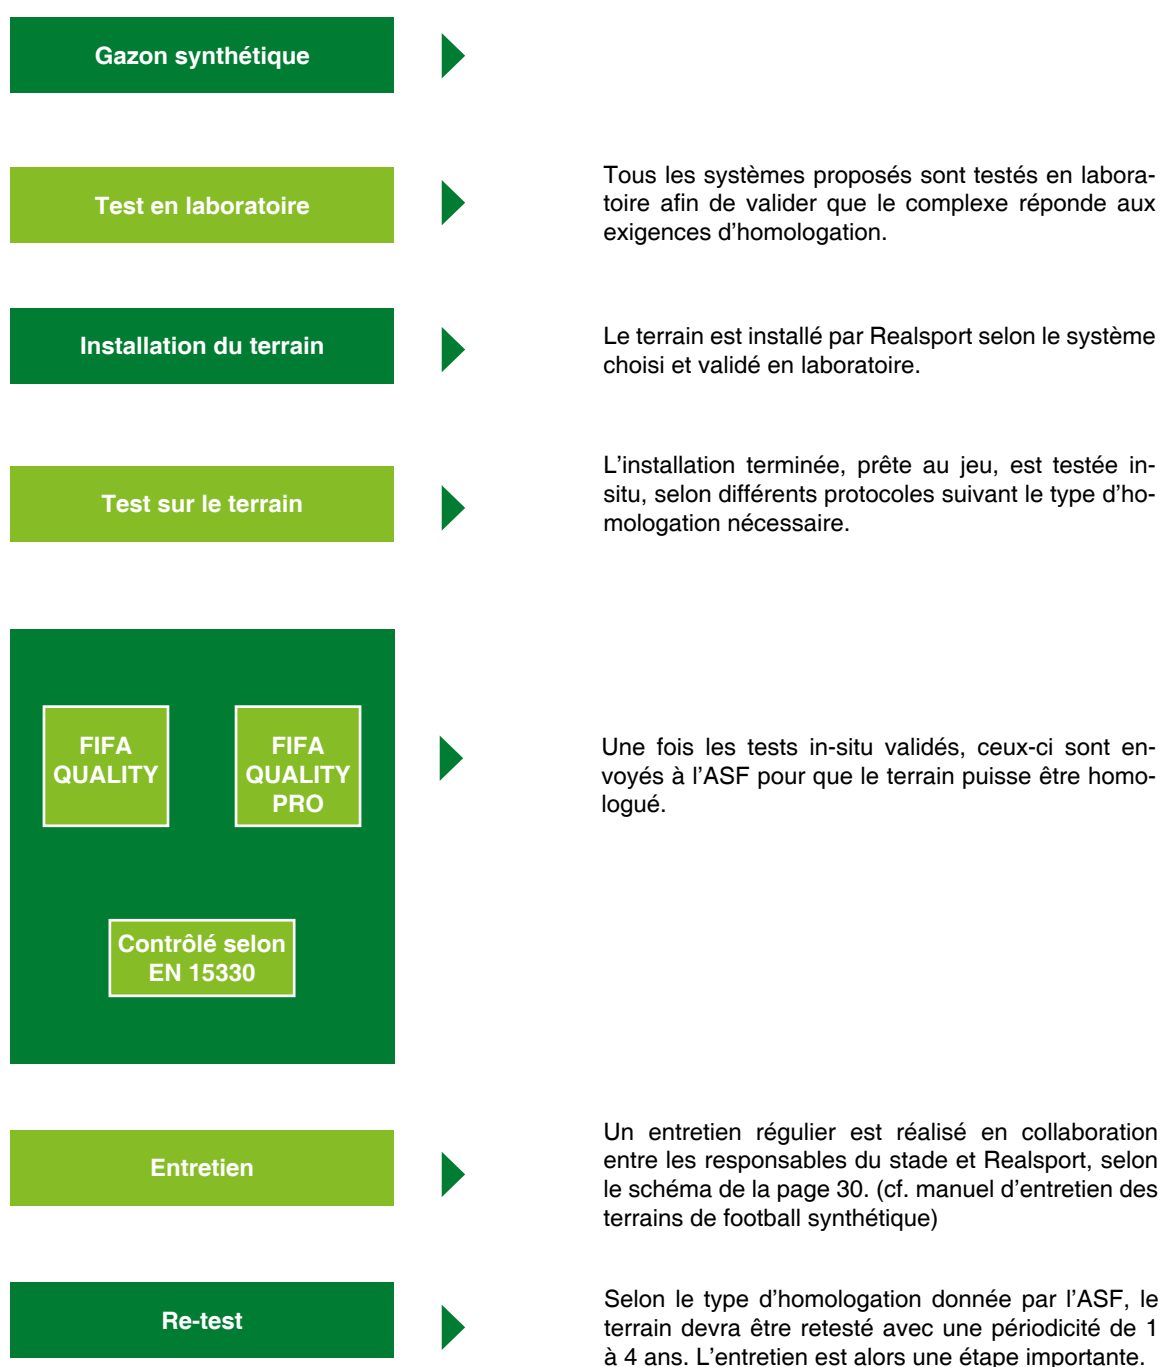 Gazon synthétique
Test en laboratoire
Tous les systèmes proposés sont testés en labora-
toire afin de valider que le complexe réponde aux
exigences d’homologation.
Installation du terrain
Le terrain est installé par Realsport selon le système
choisi et validé en laboratoire.
Test sur le terrain
L’installation terminée, prête au jeu, est testée in-
situ, selon différents protocoles suivant le type d’ho-
mologation nécessaire.
FIFA
QUALITY
FIFA
QUALITY
PRO
Contrôlé selon
EN 15330
Une fois les tests in-situ validés, ceux-ci sont en-
voyés à l’ASF pour que le terrain puisse être homo-
logué.
Entretien
Un entretien régulier est réalisé en collaboration
entre les responsables du stade et Realsport, selon
le schéma de la page 30. (cf. manuel d’entretien des
terrains de football synthétique)
Re-test
Selon le type d’homologation donnée par l’ASF, le
terrain devra être retesté avec une périodicité de 1
à 4 ans. L’entretien est alors une étape importante.